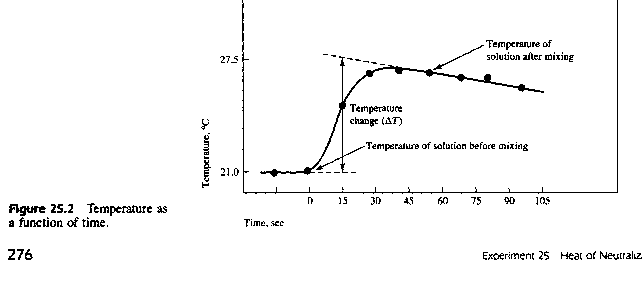 27.5
Temperature of
solution after mixing
Temperature
change (ΔT)
Temperature of solution before mixing
21.0
Temperature, °C
0 15 30 45 60 75 90 105
Time, sec
Figure 25.2 Temperature as
a function of time.
276
Experiment 25 Heat of Neutraliz